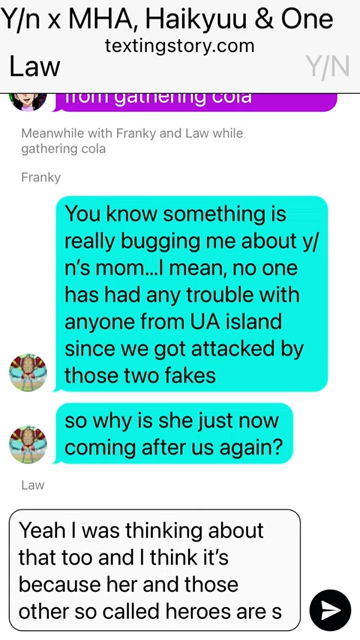 Y/n x MHA, Haikyuu & One
textingstory.com
Law
Y/N
from gathering cola
Meanwhile with Franky and Law while
gathering cola
Franky
You know something is
really bugging me about y/
n's mom...I mean, no one
has had any trouble with
anyone from UA island
since we got attacked by
those two fakes
so why is she just now
coming after us again?
Law
Yeah I was thinking about
that too and I think it's
because her and those
other so called heroes are s